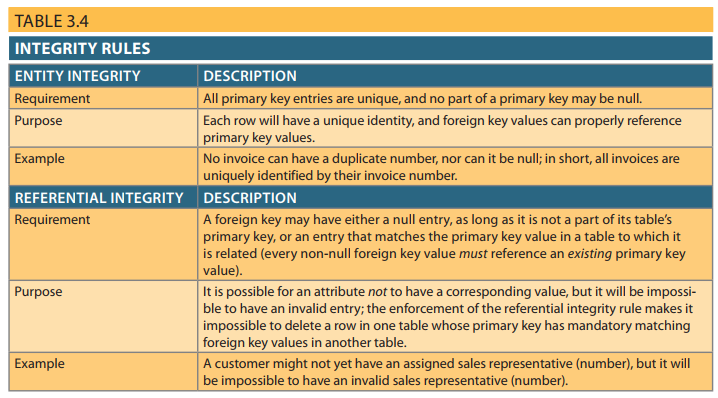 TABLE 3.4
INTEGRITY RULES
ENTITY INTEGRITY DESCRIPTION
Requirement All primary key entries are unique, and no part of a primary key may be null.
Purpose Each row will have a unique identity, and foreign key values can properly reference
primary key values.
Example No invoice can have a duplicate number, nor can it be null; in short, all invoices are
uniquely identified by their invoice number.
REFERENTIAL INTEGRITY DESCRIPTION
Requirement A foreign key may have either a null entry, as long as it is not a part of its table's
primary key, or an entry that matches the primary key value in a table to which it
is related (every non-null foreign key value must reference an existing primary key
value).
Purpose It is possible for an attribute not to have a corresponding value, but it will be impossi-
ble to have an invalid entry; the enforcement of the referential integrity rule makes it
impossible to delete a row in one table whose primary key has mandatory matching
foreign key values in another table.
Example A customer might not yet have an assigned sales representative (number), but it will
be impossible to have an invalid sales representative (number).